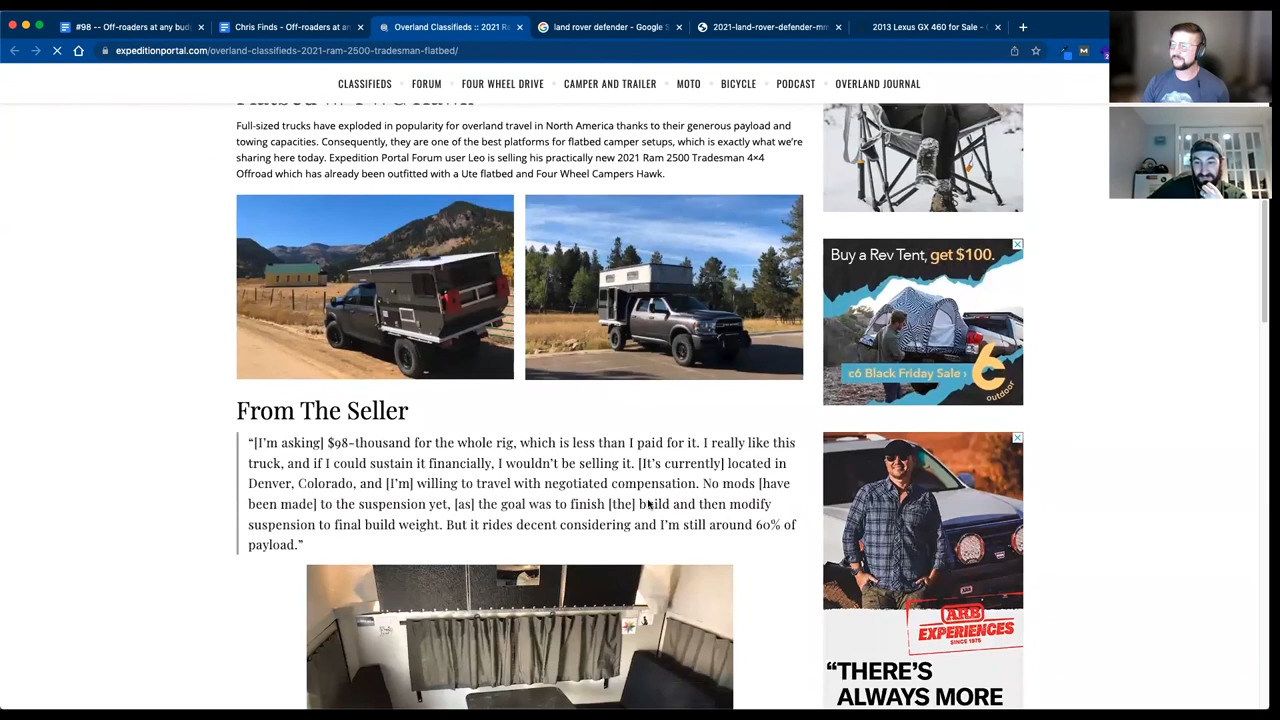 #98 -- Off-roaders at any bud
Chris Finds - Off-roaders at an
Overland Classifieds :: 2021 R
land rover defender - Google S
2021-land-rover-defender-mm
2013 Lexus GX 460 for Sale -
expeditionportal.com/overland-classifieds-2021-ram-2500-tradesman-flatbed/
CLASSIFIEDS FORUM FOUR WHEEL DRIVE CAMPER AND TRAILER MOTO BICYCLE PODCAST OVERLAND JOURNAL
Full-sized trucks have exploded in popularity for overland travel in North America thanks to their generous payload and
towing capacities. Consequently, they are one of the best platforms for flatbed camper setups, which is exactly what we're
sharing here today. Expedition Portal Forum user Leo is selling his practically new 2021 Ram 2500 Tradesman 4×4
Offroad which has already been outfitted with a Ute flatbed and Four Wheel Campers Hawk.
From The Seller
"[I'm asking] $98-thousand for the whole rig, which is less than I paid for it. I really like this
truck, and if I could sustain it financially, I wouldn't be selling it. [It's currently] located in
Denver, Colorado, and [I'm] willing to travel with negotiated compensation. No mods [have
been made] to the suspension yet, [as] the goal was to finish [the] build and then modify
suspension to final build weight. But it rides decent considering and I'm still around 60% of
payload."
Buy a Rev Tent, get $100.
c6 Black Friday Sale ›
c6
outdoor
ARB
EXPERIENCES
SINCE 1975
"THERE'S
ALWAYS MORE